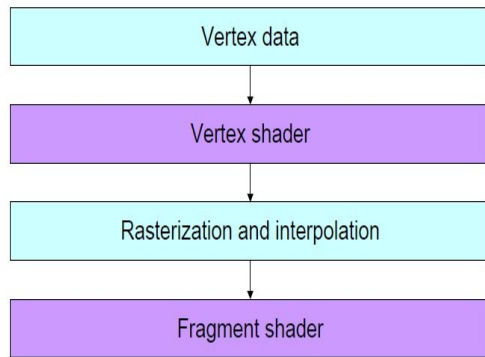 Vertex data
Vertex shader
Rasterization and interpolation
Fragment shader